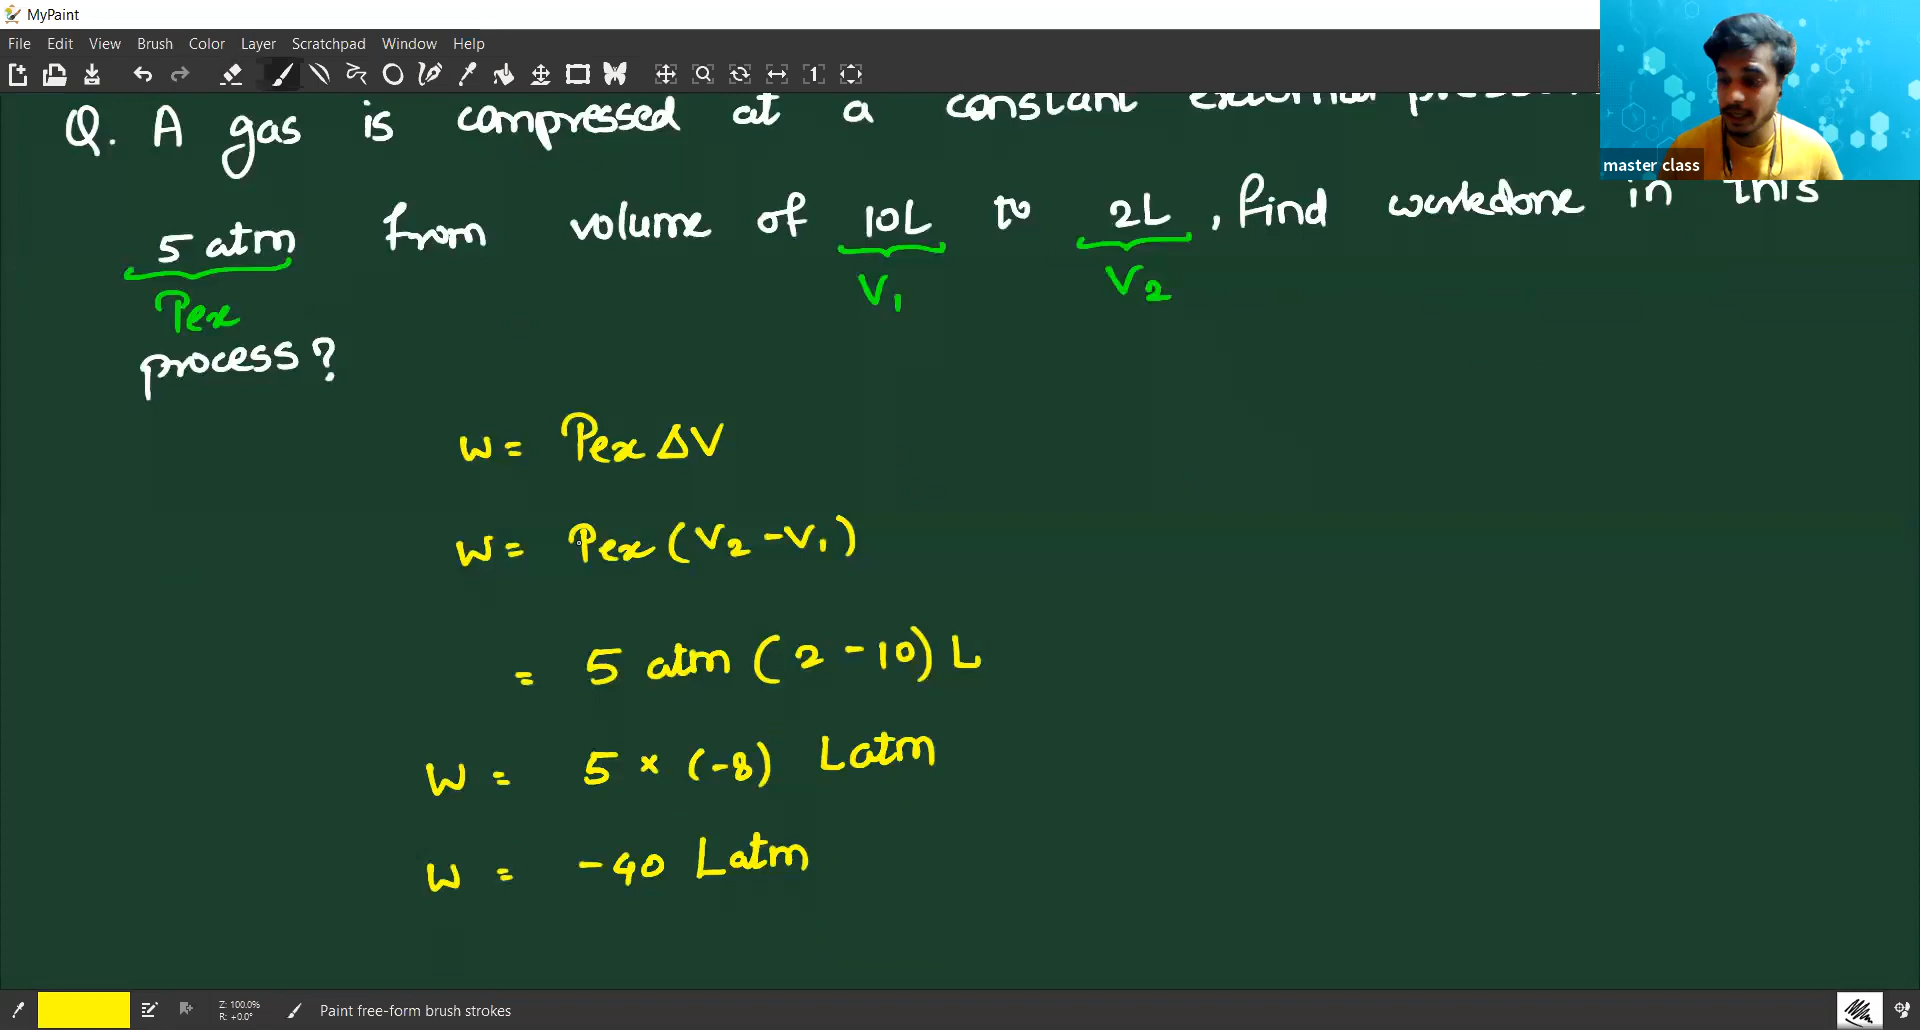 MyPaint
File Edit View Brush Color Layer Scratchpad Window Help
master class
Q. A gas is compressed at a constant external
5 atm from volume of 10L to 2L, find workdone in this
Pex V1 V2
process?
W = Pex ΔV
W = Pex (V2 - V1)
= 5 atm (2 - 10) L
W = 5 × (-8) Latm
W = -40 Latm
Z: 100.0%
R: +0.0°
Paint free-form brush strokes